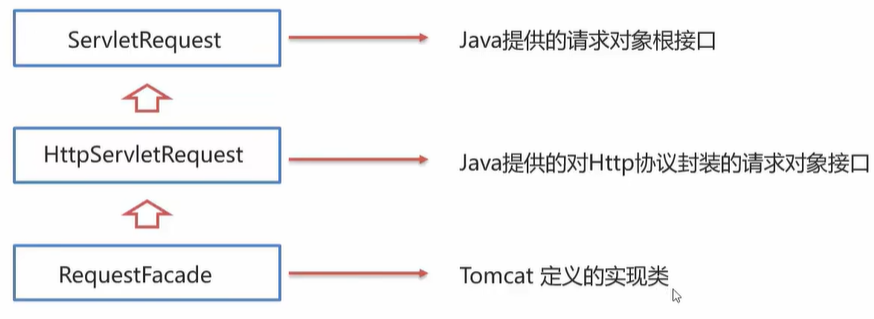 ServletRequest
Java提供的请求对象根接口
HttpServletRequest
Java提供的对Http协议封装的请求对象接口
RequestFacade
Tomcat 定义的实现类